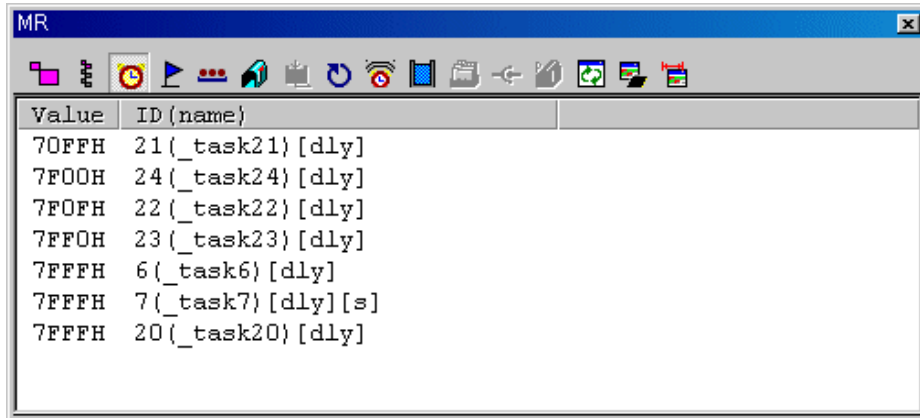 MR
Value ID(name)
70FFH 21(_task21)[dly]
7F00H 24(_task24)[dly]
7F0FH 22(_task22)[dly]
7FF0H 23(_task23)[dly]
7FFFH 6(_task6)[dly]
7FFFH 7(_task7)[dly][s]
7FFFH 20(_task20)[dly]